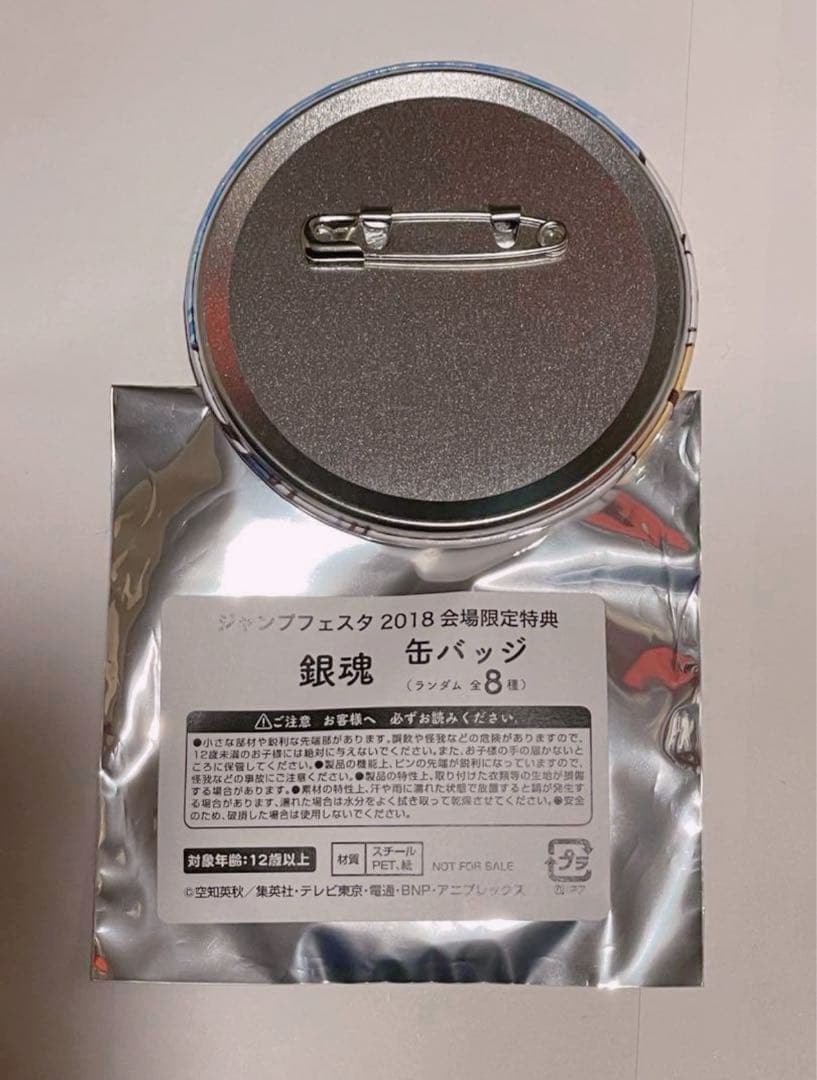 ジャンプフェスタ 2018 会場限定特典
銀魂 缶バッジ
(ランダム 全8種)
⚠ご注意 お客様へ 必ずお読みください。
●小さな部材や鋭利な先端部があります。誤飲や怪我などの危険がありますので、
12歳未満のお子様には絶対に与えないでください。また、お子様の手の届かないと
ころに保管してください。●製品の機能上、ピンの先端が鋭利になっていますので、
怪我などの事故にご注意ください。●製品の特性上、取り付けた衣類等の生地が損傷
する場合があります。●素材の特性上、汗や雨に濡れた状態で放置すると錆が発生す
る場合があります、濡れた場合は水分をよく拭き取って乾燥させてください。●安全
のため、破損した場合は使用しないでください。
対象年齢:12歳以上
材質 スチール
PET、紙
NOT FOR SALE
プラ
©空知英秋/集英社・テレビ東京・電通・BNP・アニプレックス